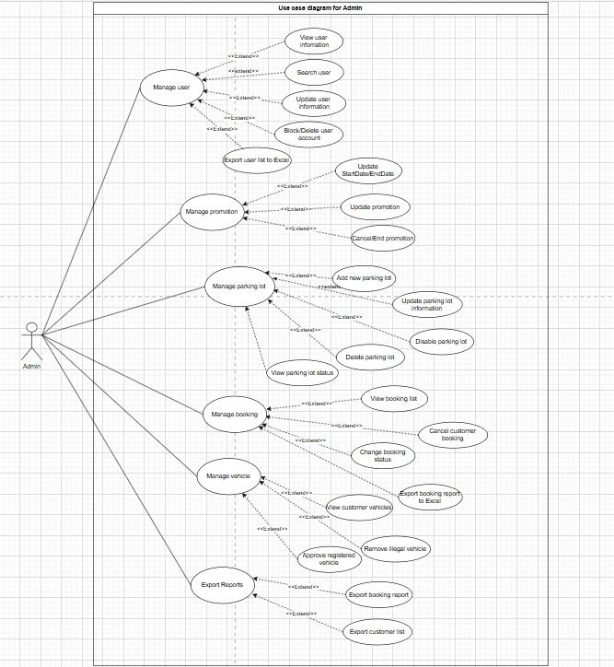 Use case diagram for Admin
View user
infomation
<<Extend>>
Manage user
<<extend>>
Search user
<<Extend>>
Update user
information
<<Extend>>
Block/Delete user
account
<<Extend>>
Export user list to Excel
Update
StartDate/EndDate
<<Extend>>
Manage promotion
<<Extend>>
Update promotion
<<Extend>>
Cancel/End promotion
Manage parking lot
<<Extend>>
Add new parking lot
Update parking lot
information
<<Extend>>
Disable parking lot
<<Extend>>
Delete parking lot
View parking lot status
Admin
Manage booking
<<Extend>>
View booking list
<<Extend>>
Cancel customer
booking
<<Extend>>
Change booking
status
Export booking report
to Excel
Manage vehicle
<<Extend>>
View customer vehicles
<<Extend>>
Remove illegal vehicle
<<Extend>>
Approve registered
vehicle
Export Reports
<<Extend>>
Export booking report
<<Extend>>
Export customer list